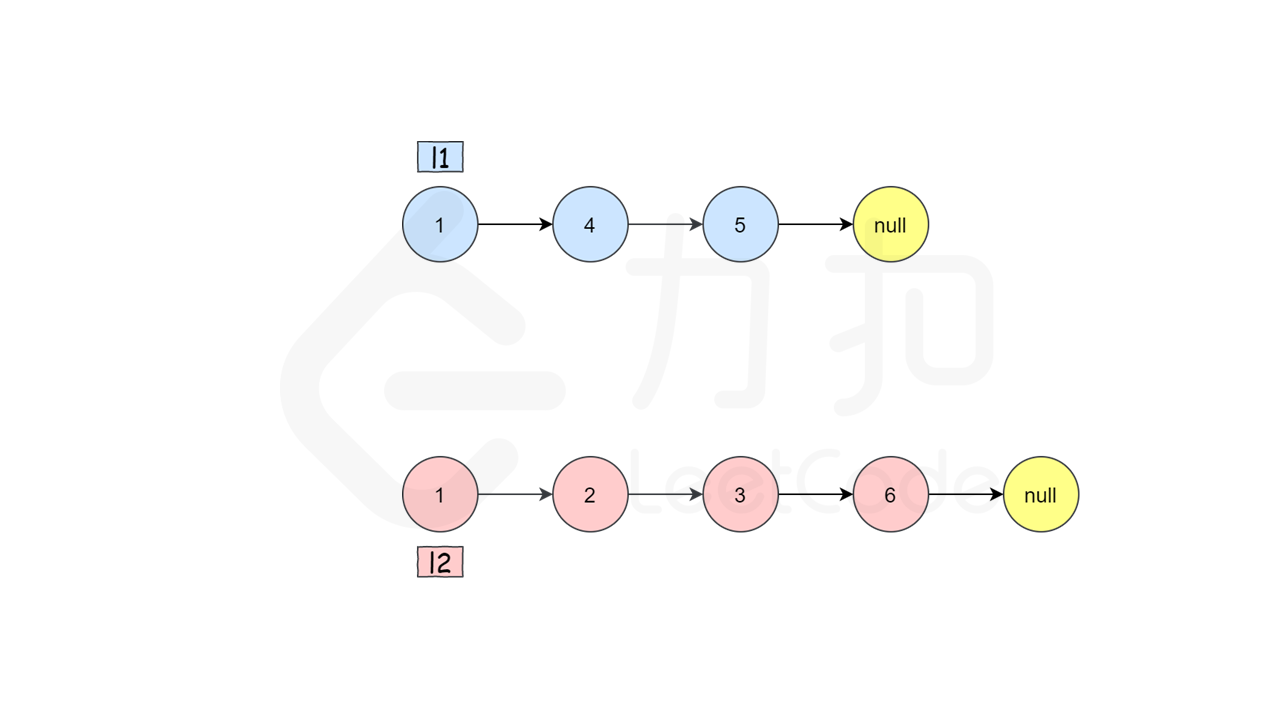 l1
1 4 5 null
力扣
LeetCode
1 2 3 6 null
l2